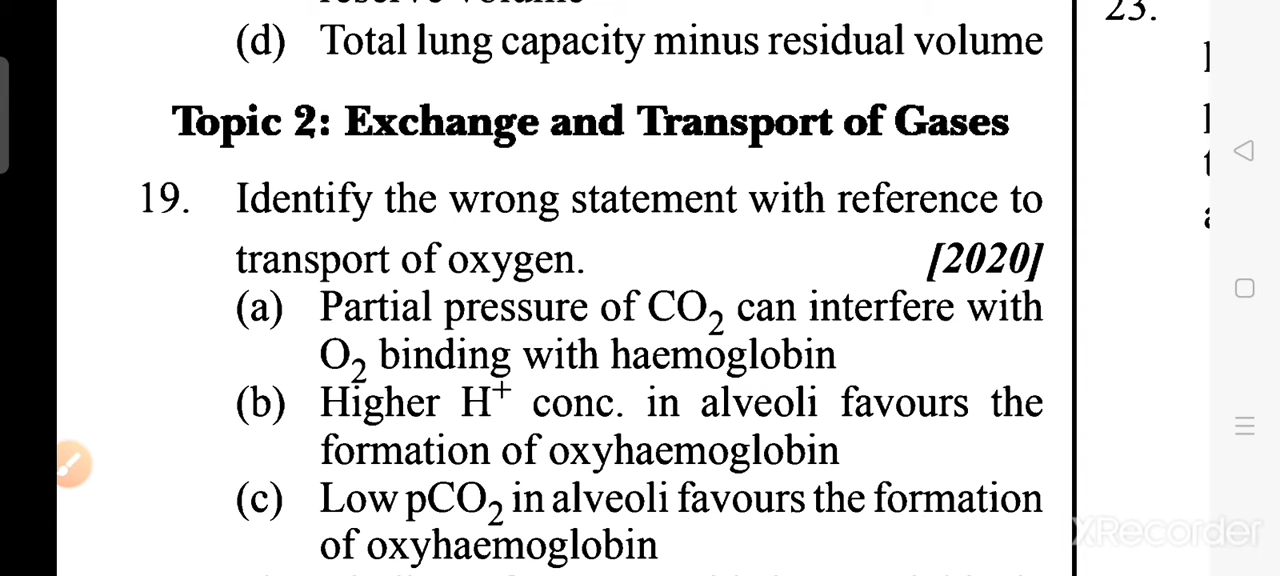 (d) Total lung capacity minus residual volume
23.
Topic 2: Exchange and Transport of Gases
19. Identify the wrong statement with reference to
transport of oxygen. [2020]
(a) Partial pressure of CO₂ can interfere with
O₂ binding with haemoglobin
(b) Higher H⁺ conc. in alveoli favours the
formation of oxyhaemoglobin
(c) Low pCO₂ in alveoli favours the formation
of oxyhaemoglobin
XRecorder